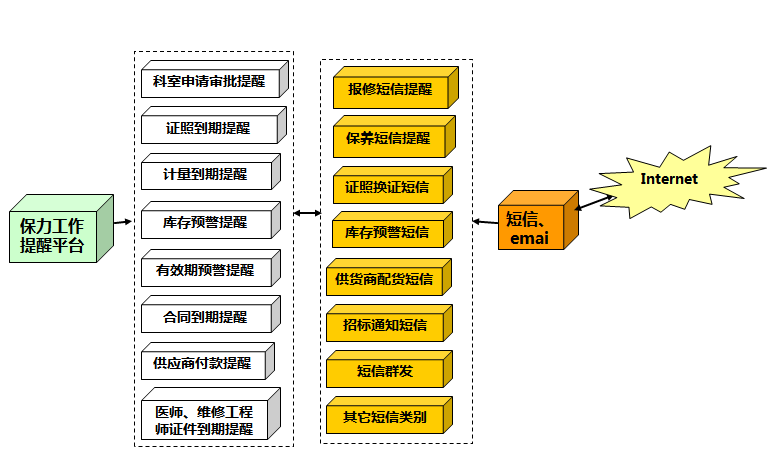 保力工作
提醒平台
科室申请审批提醒
证照到期提醒
计量到期提醒
库存预警提醒
有效期预警提醒
合同到期提醒
供应商付款提醒
医师、维修工程
师证件到期提醒
报修短信提醒
保养短信提醒
证照换证短信
库存预警短信
供货商配货短信
招标通知短信
短信群发
其它短信类别
短信、
emai
Internet